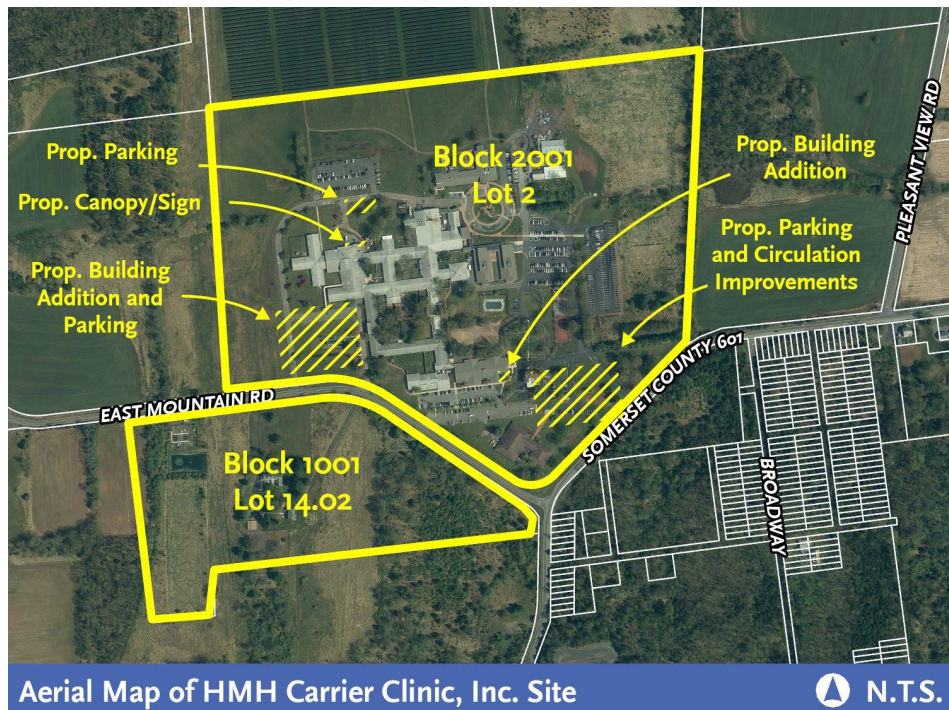 Prop. Parking
Prop. Canopy/Sign
Prop. Building
Addition and
Parking
Block 2001
Lot 2
Prop. Building
Addition
Prop. Parking
and Circulation
Improvements
PLEASANT VIEW RD
SOMERSET COUNTY 601
EAST MOUNTAIN RD
BROADWAY
Block 1001
Lot 14.02
Aerial Map of HMH Carrier Clinic, Inc. Site
N.T.S.